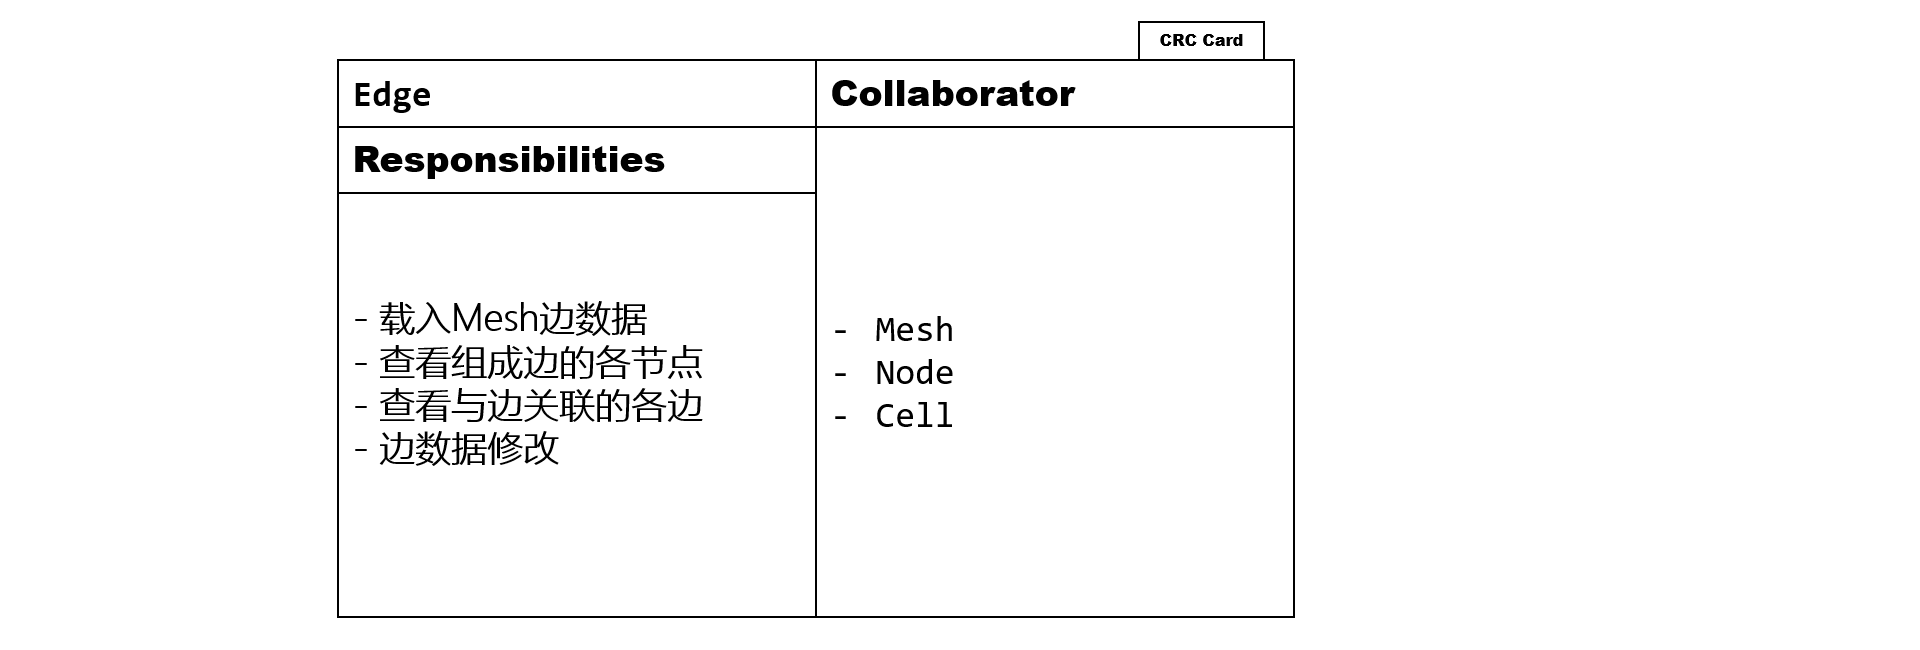 CRC Card
Edge
Collaborator
Responsibilities
- 载入Mesh边数据
- 查看组成边的各节点
- 查看与边关联的各边
- 边数据修改
- Mesh
- Node
- Cell